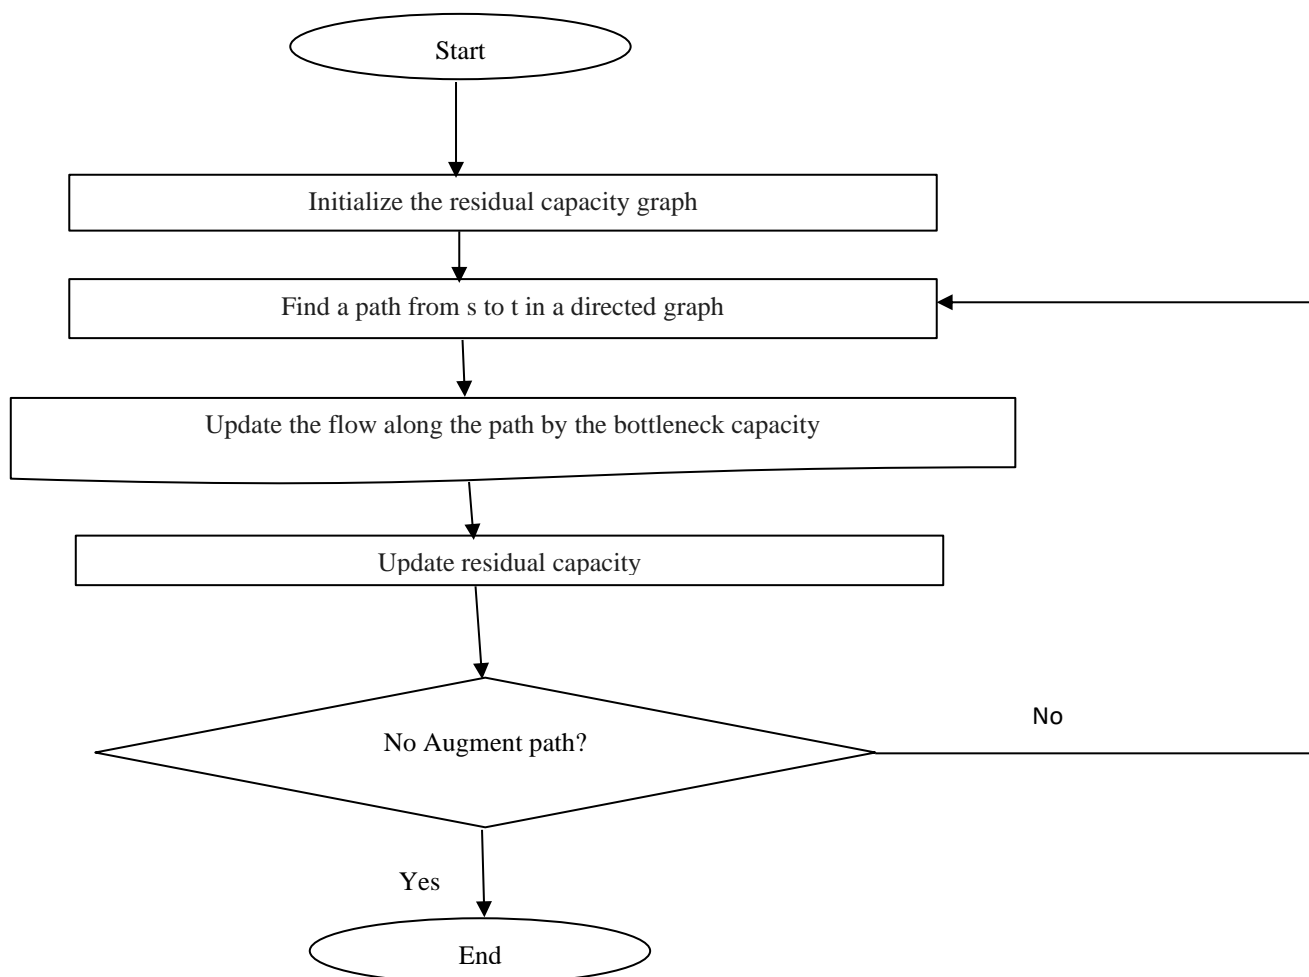 Start
Initialize the residual capacity graph
Find a path from s to t in a directed graph
Update the flow along the path by the bottleneck capacity
Update residual capacity
No Augment path?
No
Yes
End